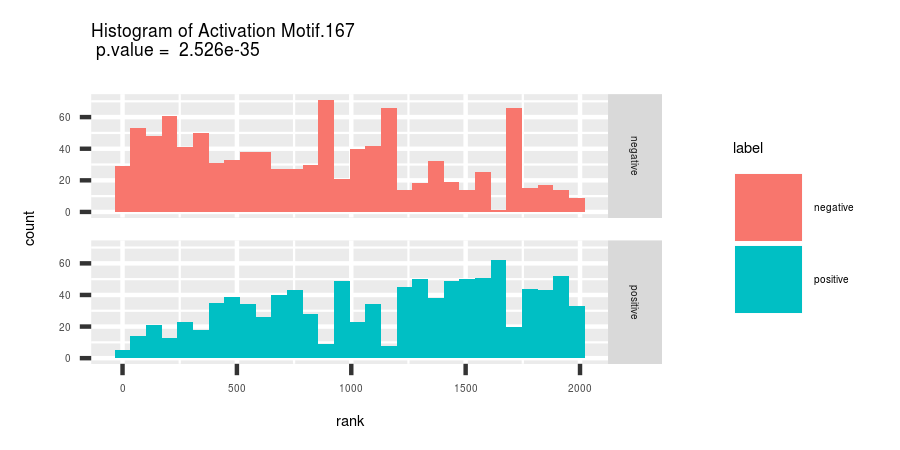 Histogram of Activation Motif.167
p.value =  2.526e-35
60
40
20
0
negative
60
40
20
0
positive
0 500 1000 1500 2000
rank
count
label
negative
positive